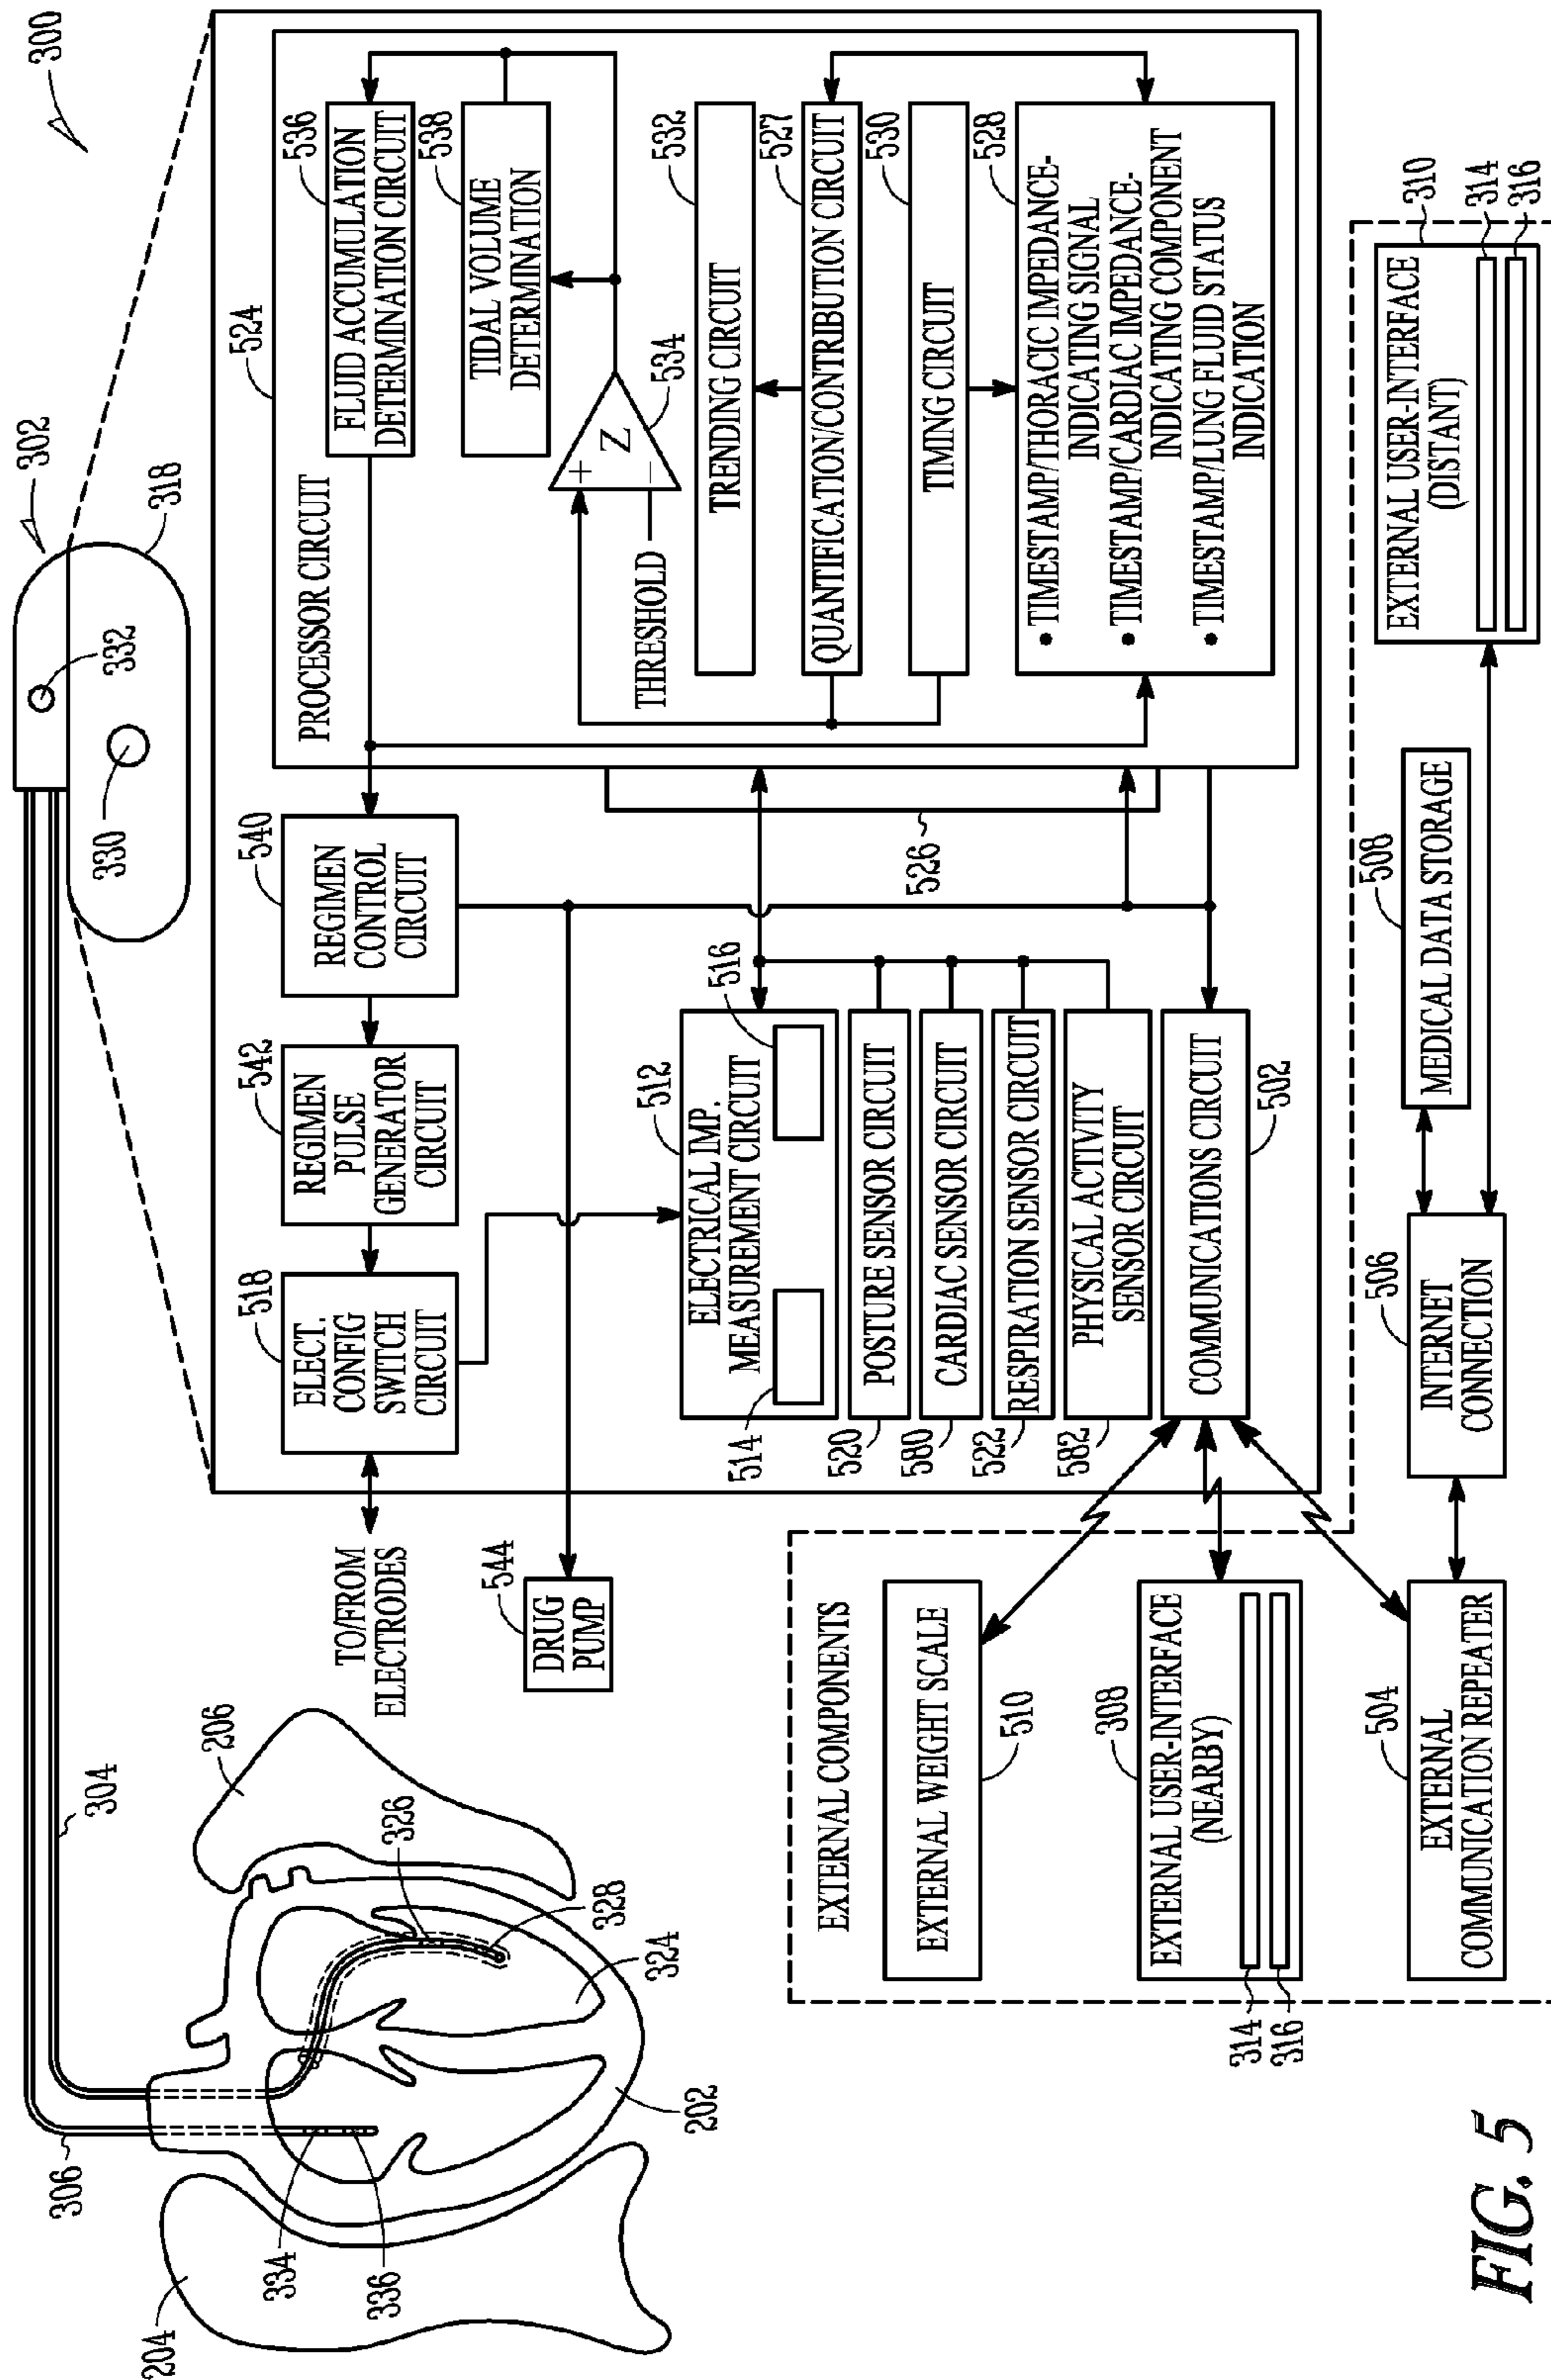 300
302
318
332
330
304
306
206
326
328
324
202
334
336
204
TO/FROM
ELECTRODES
544
DRUG
PUMP
518
ELECT.
CONFIG
SWITCH
CIRCUIT
542
REGIMEN
PULSE
GENERATOR
CIRCUIT
540
REGIMEN
CONTROL
CIRCUIT
512
ELECTRICAL IMP.
MEASUREMENT CIRCUIT
514
516
520
POSTURE SENSOR CIRCUIT
580
CARDIAC SENSOR CIRCUIT
522
RESPIRATION SENSOR CIRCUIT
582
PHYSICAL ACTIVITY
SENSOR CIRCUIT
COMMUNICATIONS CIRCUIT
502
526
524
PROCESSOR CIRCUIT
536
FLUID ACCUMULATION
DETERMINATION CIRCUIT
538
TIDAL VOLUME
DETERMINATION
+
Z
–
534
THRESHOLD
532
TRENDING CIRCUIT
527
QUANTIFICATION/CONTRIBUTION CIRCUIT
530
TIMING CIRCUIT
528
• TIMESTAMP/THORACIC IMPEDANCE-
INDICATING SIGNAL
• TIMESTAMP/CARDIAC IMPEDANCE-
INDICATING COMPONENT
• TIMESTAMP/LUNG FLUID STATUS
INDICATION
EXTERNAL COMPONENTS
EXTERNAL WEIGHT SCALE
510
308
EXTERNAL USER-INTERFACE
(NEARBY)
314
316
504
EXTERNAL
COMMUNICATION REPEATER
506
INTERNET
CONNECTION
508
MEDICAL DATA STORAGE
EXTERNAL USER-INTERFACE
(DISTANT)
310
314
316
FIG. 5